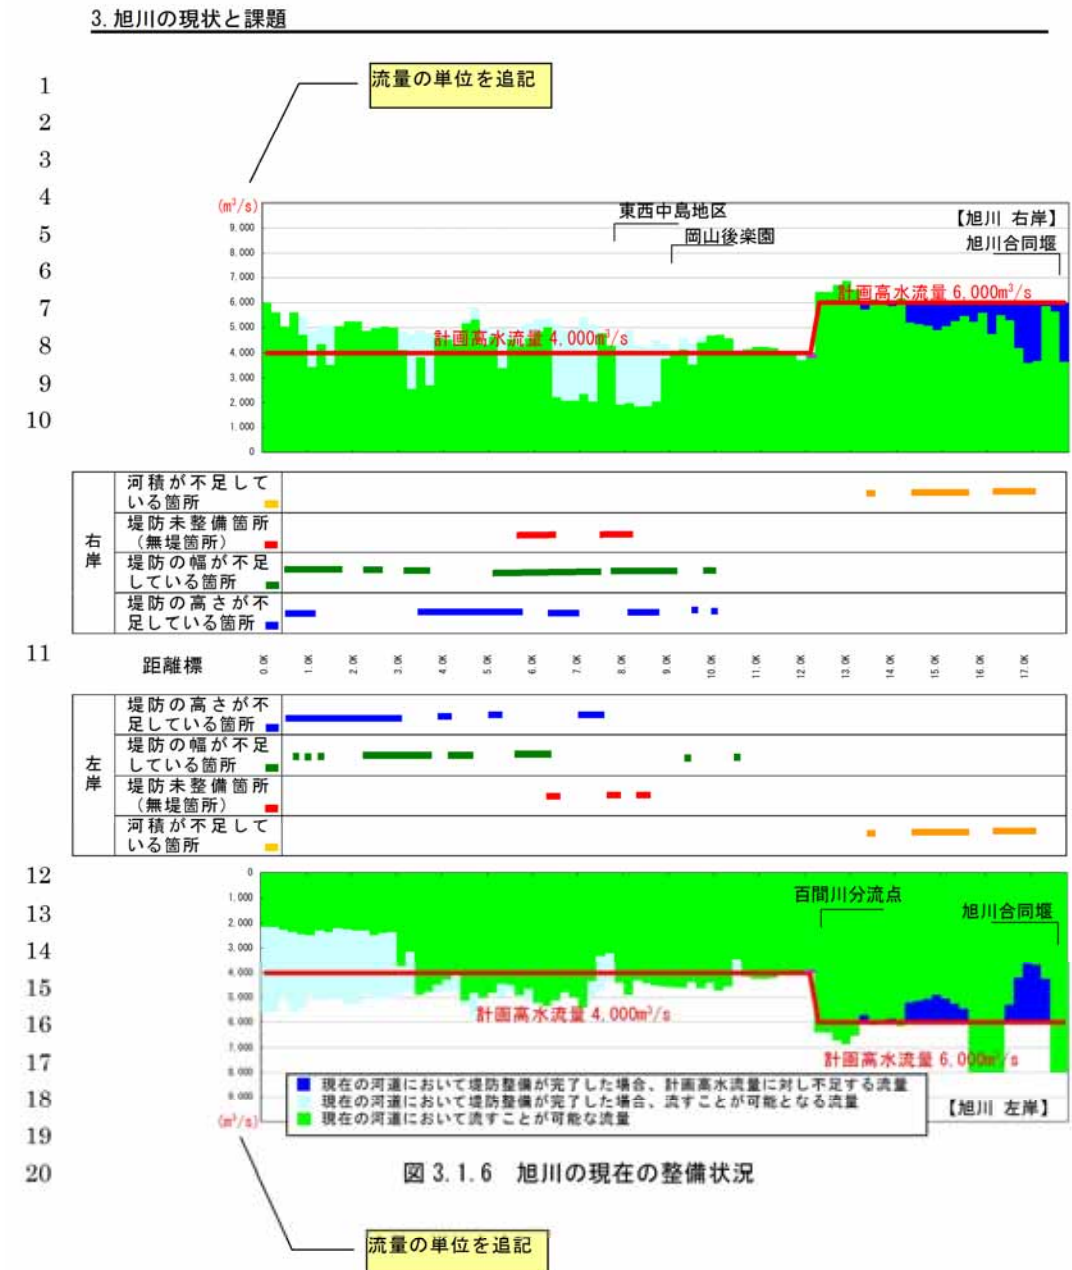 3. 旭川の現状と課題
流量の単位を追記
1
2
3
4
5
6
7
8
9
10
(m³/s)
9,000
8,000
7,000
6,000
5,000
4,000
3,000
2,000
1,000
0
東西中島地区
岡山後楽園
【旭川 右岸】
旭川合同堰
計画高水流量 6,000m³/s
計画高水流量 4,000m³/s
右岸
河積が不足して
いる箇所
堤防未整備箇所
(無堤箇所)
堤防の幅が不足
している箇所
堤防の高さが不
足している箇所
11
距離標
0.0K 1.0K 2.0K 3.0K 4.0K 5.0K 6.0K 7.0K 8.0K 9.0K 10.0K 11.0K 12.0K 13.0K 14.0K 15.0K 16.0K 17.0K
左岸
堤防の高さが不
足している箇所
堤防の幅が不足
している箇所
堤防未整備箇所
(無堤箇所)
河積が不足して
いる箇所
12
13
14
15
16
17
18
19
20
0
1,000
2,000
3,000
4,000
5,000
6,000
7,000
8,000
9,000
(m³/s)
百間川分流点
旭川合同堰
計画高水流量 4,000m³/s
計画高水流量 6,000m³/s
現在の河道において堤防整備が完了した場合、計画高水流量に対し不足する流量
現在の河道において堤防整備が完了した場合、流すことが可能となる流量
現在の河道において流すことが可能な流量
【旭川 左岸】
図 3.1.6 旭川の現在の整備状況
流量の単位を追記